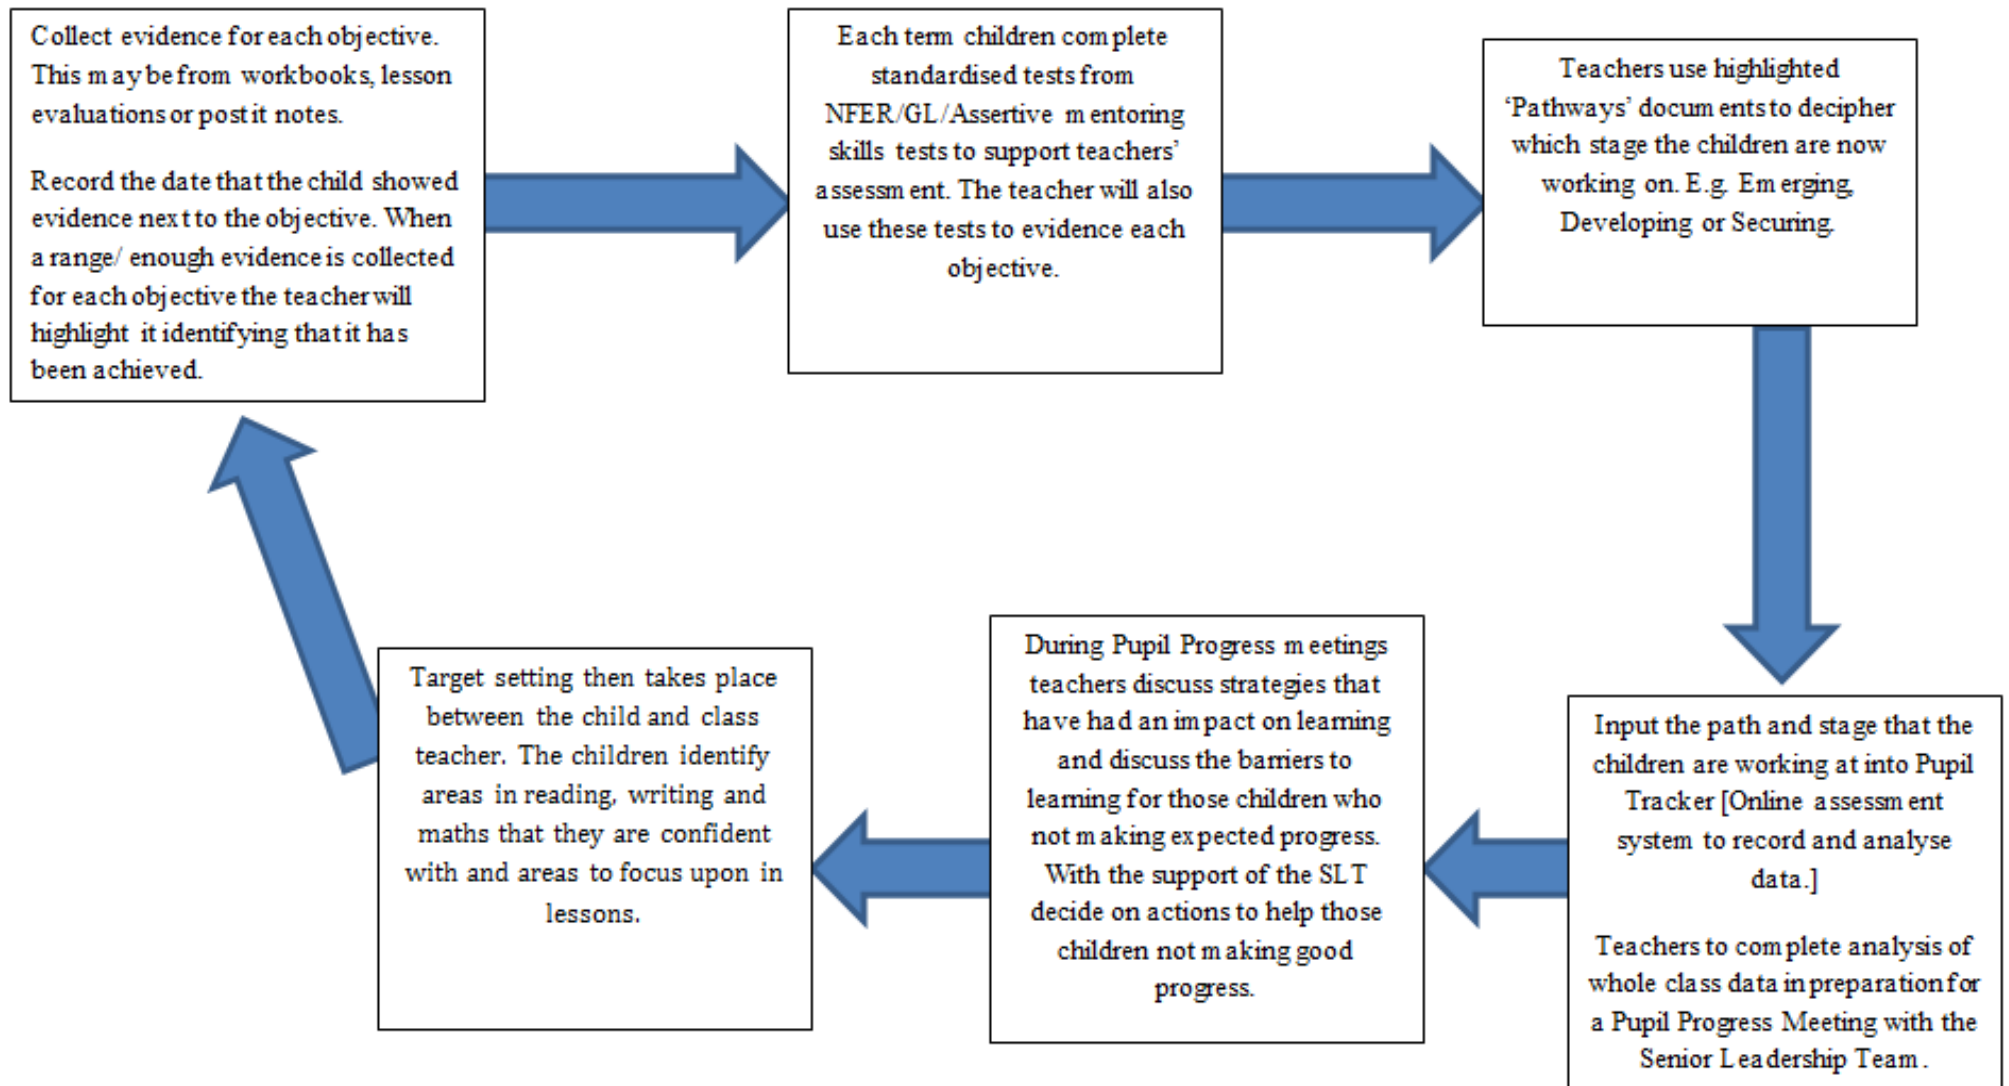 Collect evidence for each objective.
This may be from workbooks, lesson
evaluations or post it notes.
Record the date that the child showed
evidence next to the objective. When
a range/ enough evidence is collected
for each objective the teacher will
highlight it identifying that it has
been achieved.
Each term children complete
standardised tests from
NFER/GL/Assertive mentoring
skills tests to support teachers’
assessment. The teacher will also
use these tests to evidence each
objective.
Teachers use highlighted
‘Pathways’ documents to decipher
which stage the children are now
working on. E.g. Emerging,
Developing or Securing.
Input the path and stage that the
children are working at into Pupil
Tracker [Online assessment
system to record and analyse
data.]
Teachers to complete analysis of
whole class data in preparation for
a Pupil Progress Meeting with the
Senior Leadership Team.
During Pupil Progress meetings
teachers discuss strategies that
have had an impact on learning
and discuss the barriers to
learning for those children who
not making expected progress.
With the support of the SLT
decide on actions to help those
children not making good
progress.
Target setting then takes place
between the child and class
teacher. The children identify
areas in reading, writing and
maths that they are confident
with and areas to focus upon in
lessons.